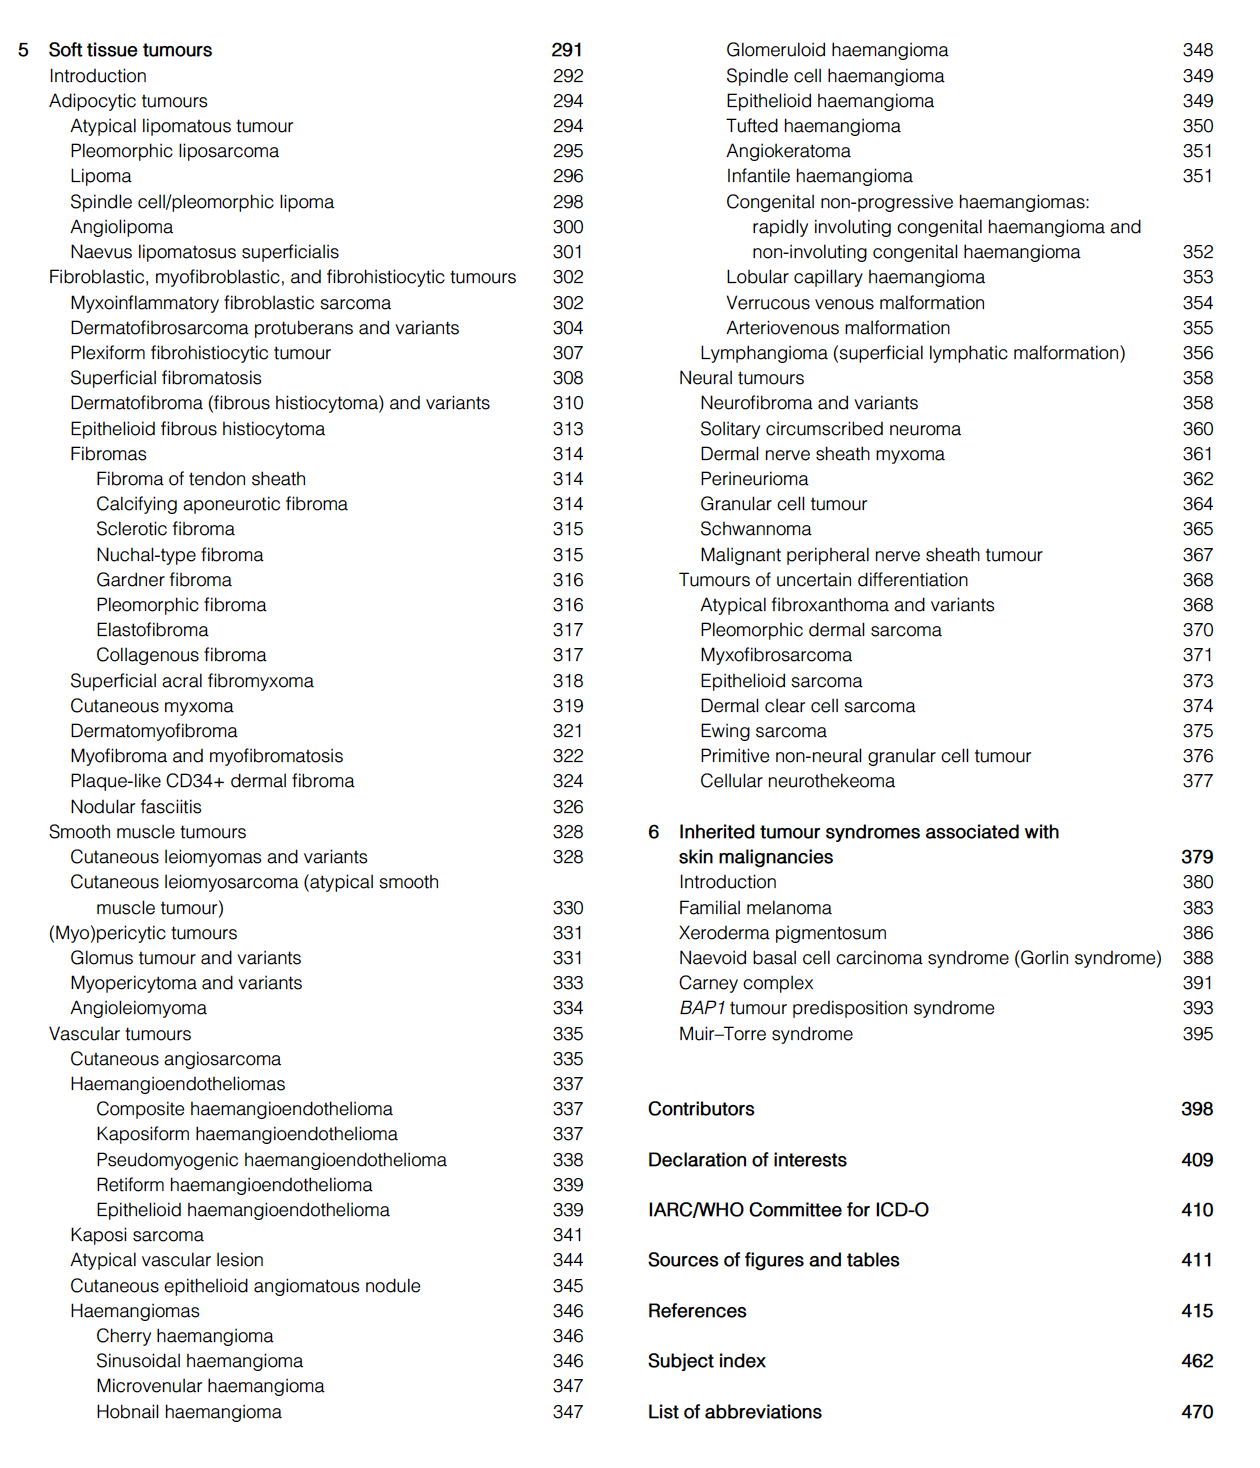 5 Soft tissue tumours 291
Introduction 292
Adipocytic tumours 294
Atypical lipomatous tumour 294
Pleomorphic liposarcoma 295
Lipoma 296
Spindle cell/pleomorphic lipoma 298
Angiolipoma 300
Naevus lipomatosus superficialis 301
Fibroblastic, myofibroblastic, and fibrohistiocytic tumours 302
Myxoinflammatory fibroblastic sarcoma 302
Dermatofibrosarcoma protuberans and variants 304
Plexiform fibrohistiocytic tumour 307
Superficial fibromatosis 308
Dermatofibroma (fibrous histiocytoma) and variants 310
Epithelioid fibrous histiocytoma 313
Fibromas 314
Fibroma of tendon sheath 314
Calcifying aponeurotic fibroma 314
Sclerotic fibroma 315
Nuchal-type fibroma 315
Gardner fibroma 316
Pleomorphic fibroma 316
Elastofibroma 317
Collagenous fibroma 317
Superficial acral fibromyxoma 318
Cutaneous myxoma 319
Dermatomyofibroma 321
Myofibroma and myofibromatosis 322
Plaque-like CD34+ dermal fibroma 324
Nodular fasciitis 326
Smooth muscle tumours 328
Cutaneous leiomyomas and variants 328
Cutaneous leiomyosarcoma (atypical smooth
muscle tumour) 330
(Myo)pericytic tumours 331
Glomus tumour and variants 331
Myopericytoma and variants 333
Angioleiomyoma 334
Vascular tumours 335
Cutaneous angiosarcoma 335
Haemangioendotheliomas 337
Composite haemangioendothelioma 337
Kaposiform haemangioendothelioma 337
Pseudomyogenic haemangioendothelioma 338
Retiform haemangioendothelioma 339
Epithelioid haemangioendothelioma 339
Kaposi sarcoma 341
Atypical vascular lesion 344
Cutaneous epithelioid angiomatous nodule 345
Haemangiomas 346
Cherry haemangioma 346
Sinusoidal haemangioma 346
Microvenular haemangioma 347
Hobnail haemangioma 347
Glomeruloid haemangioma 348
Spindle cell haemangioma 349
Epithelioid haemangioma 349
Tufted haemangioma 350
Angiokeratoma 351
Infantile haemangioma 351
Congenital non-progressive haemangiomas:
rapidly involuting congenital haemangioma and
non-involuting congenital haemangioma 352
Lobular capillary haemangioma 353
Verrucous venous malformation 354
Arteriovenous malformation 355
Lymphangioma (superficial lymphatic malformation) 356
Neural tumours 358
Neurofibroma and variants 358
Solitary circumscribed neuroma 360
Dermal nerve sheath myxoma 361
Perineurioma 362
Granular cell tumour 364
Schwannoma 365
Malignant peripheral nerve sheath tumour 367
Tumours of uncertain differentiation 368
Atypical fibroxanthoma and variants 368
Pleomorphic dermal sarcoma 370
Myxofibrosarcoma 371
Epithelioid sarcoma 373
Dermal clear cell sarcoma 374
Ewing sarcoma 375
Primitive non-neural granular cell tumour 376
Cellular neurothekeoma 377
6 Inherited tumour syndromes associated with
skin malignancies 379
Introduction 380
Familial melanoma 383
Xeroderma pigmentosum 386
Naevoid basal cell carcinoma syndrome (Gorlin syndrome) 388
Carney complex 391
BAP1 tumour predisposition syndrome 393
Muir–Torre syndrome 395
Contributors 398
Declaration of interests 409
IARC/WHO Committee for ICD-O 410
Sources of figures and tables 411
References 415
Subject index 462
List of abbreviations 470